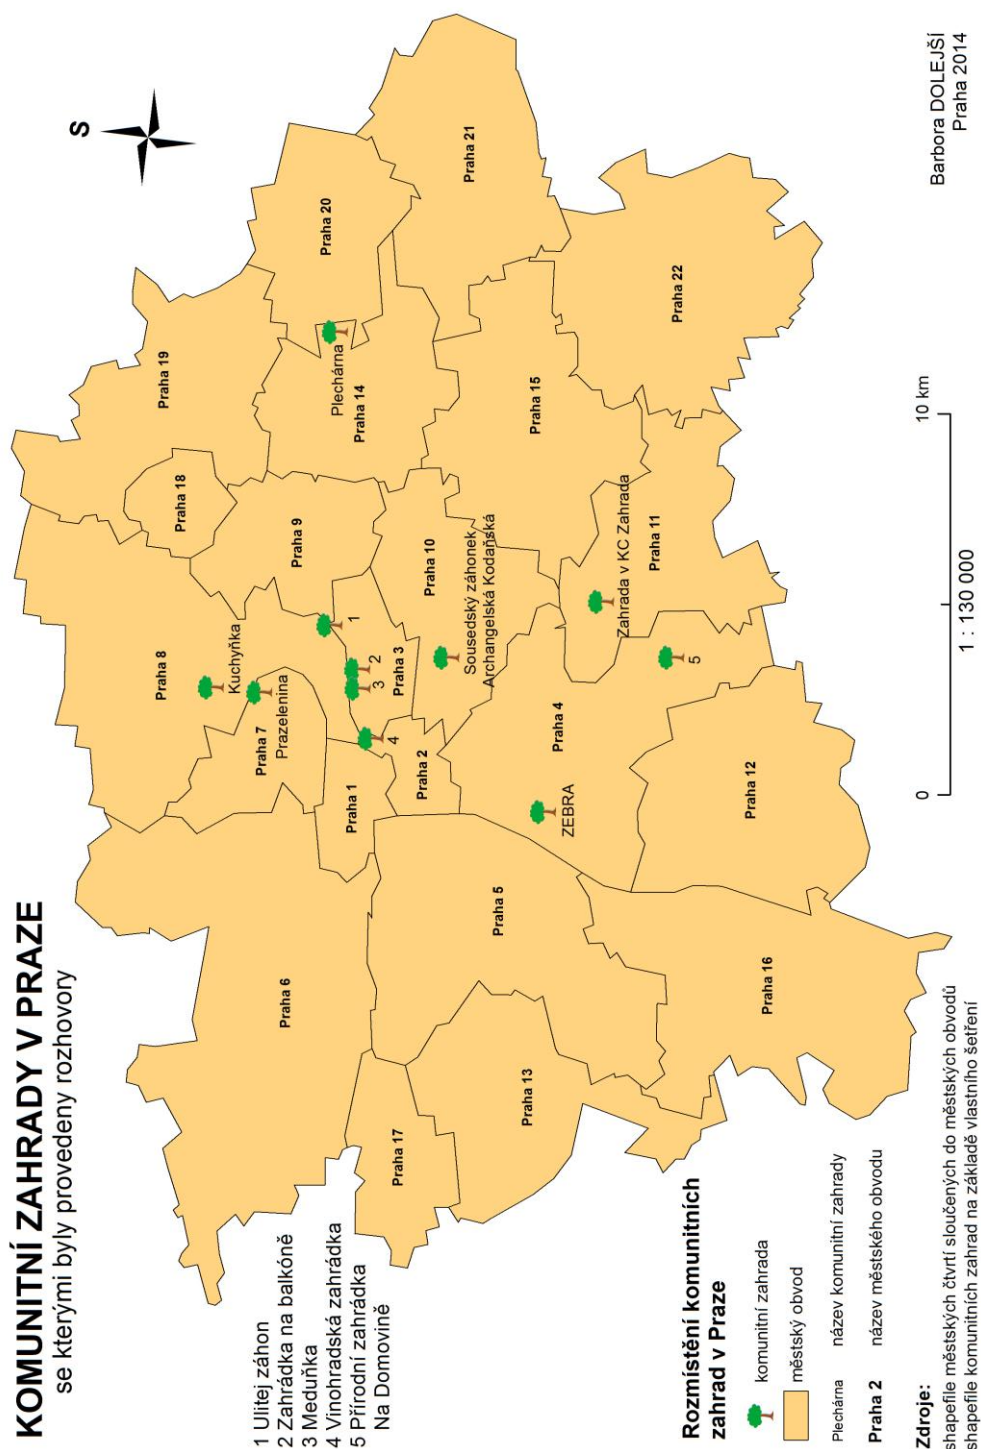 KOMUNITNÍ ZAHRADY V PRAZE
se kterými byly provedeny rozhovory
S
1 Ulitej záhon
2 Zahrádka na balkóně
3 Meduňka
4 Vinohradská zahrádka
5 Přírodní zahrádka
Na Domovině
Praha 6
Praha 17
Praha 13
Praha 5
Praha 16
Praha 8
Kuchyňka
Praha 7
Prazelenina
Praha 1
Praha 2
Praha 3
1
2
3
4
Praha 18
Praha 19
Praha 9
Praha 14
Plechárna
Praha 20
Praha 21
Praha 10
Sousedský záhonek
Archangelská Kodaňská
Praha 15
Praha 22
Praha 4
ZEBRA
Praha 11
Zahrada v KC Zahrada
5
Praha 12
Rozmístění komunitních
zahrad v Praze
komunitní zahrada
městský obvod
Plechárna název komunitní zahrady
Praha 2 název městského obvodu
Zdroje:
shapefile městských čtvrtí sloučených do městských obvodů
shapefile komunitních zahrad na základě vlastního šetření
0 10 km
1 : 130 000
Barbora DOLEJŠÍ
Praha 2014